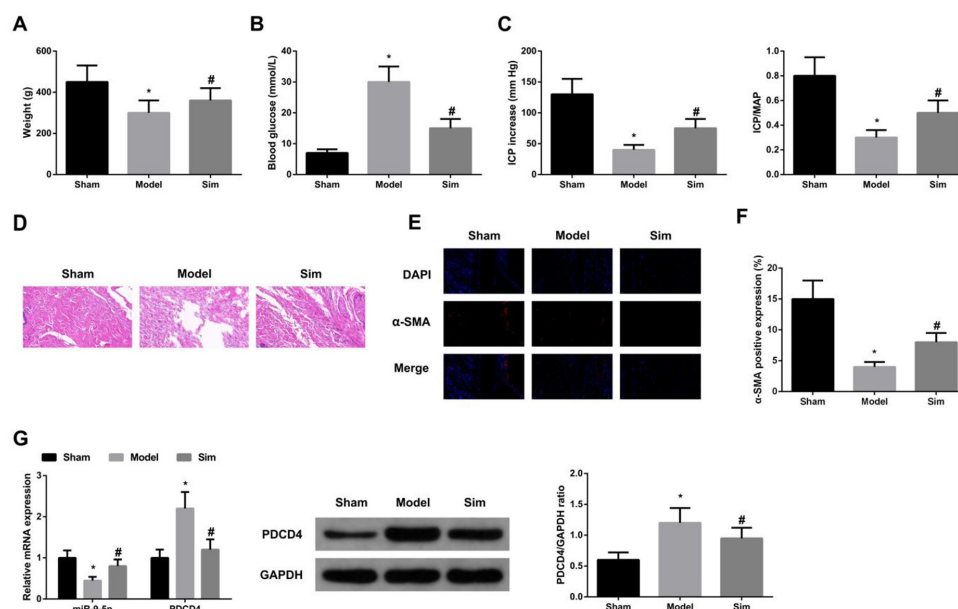 A
Weight (g)
600
400
200
0
Sham Model Sim
*
#
B
Blood glucose (mmol/L)
40
30
20
10
0
Sham Model Sim
*
#
C
ICP increase (mm Hg)
200
150
100
50
0
Sham Model Sim
*
#
ICP/MAP
1.0
0.8
0.6
0.4
0.2
0.0
Sham Model Sim
*
#
D
Sham Model Sim
E
Sham Model Sim
DAPI
α-SMA
Merge
F
α-SMA positive expression (%)
20
15
10
5
0
Sham Model Sim
*
#
G
Sham Model Sim
Relative mRNA expression
3
2
1
0
*
#
*
#
miR-9-5p PDCD4
Sham Model Sim
PDCD4
GAPDH
PDCD4/GAPDH ratio
2.0
1.5
1.0
0.5
0.0
Sham Model Sim
*
#